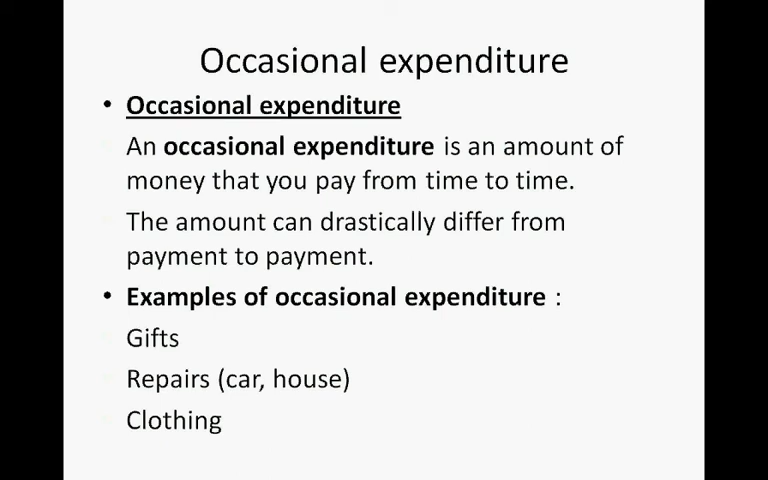 Occasional expenditure
• Occasional expenditure
An occasional expenditure is an amount of
money that you pay from time to time.
The amount can drastically differ from
payment to payment.
• Examples of occasional expenditure :
Gifts
Repairs (car, house)
Clothing